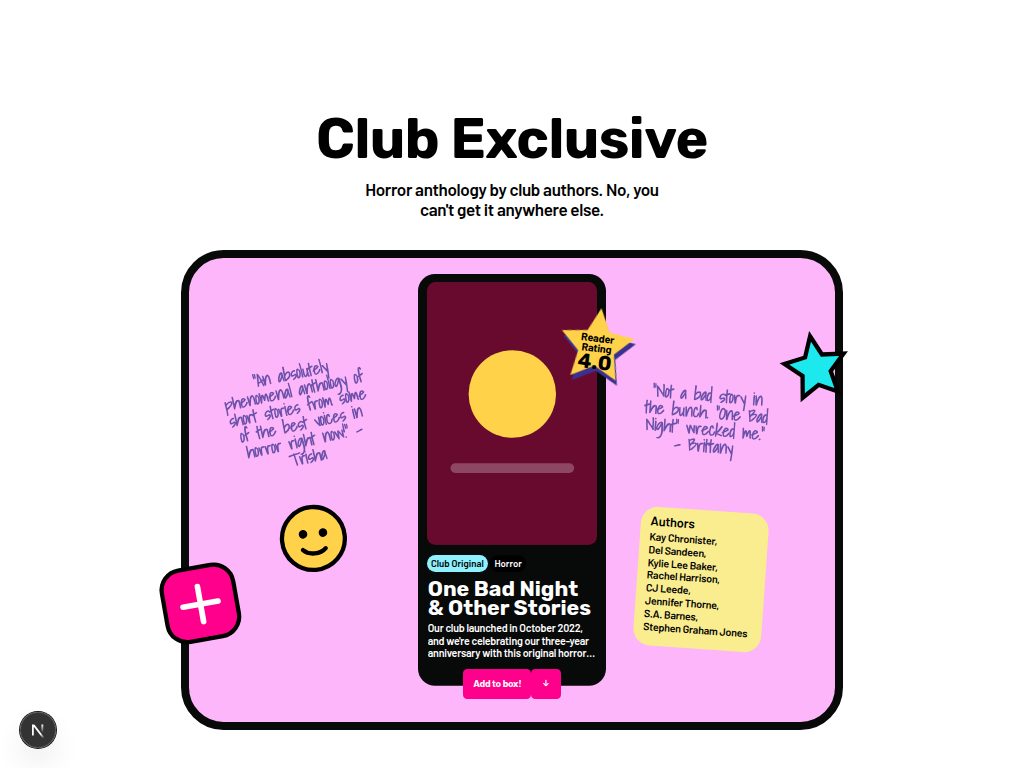 Club Exclusive
Horror anthology by club authors. No, you
can't get it anywhere else.
"An absolutely
phenomenal anthology of
short stories from some
of the best voices in
horror right now!" –
Trisha
Reader
Rating
4.0
"Not a bad story in
the bunch. "One Bad
Night" wrecked me."
– Brittany
Authors
Kay Chronister,
Del Sandeen,
Kylie Lee Baker,
Rachel Harrison,
CJ Leede,
Jennifer Thorne,
S.A. Barnes,
Stephen Graham Jones
Club Original
Horror
One Bad Night
& Other Stories
Our club launched in October 2022,
and we're celebrating our three-year
anniversary with this original horror...
Add to box!
N